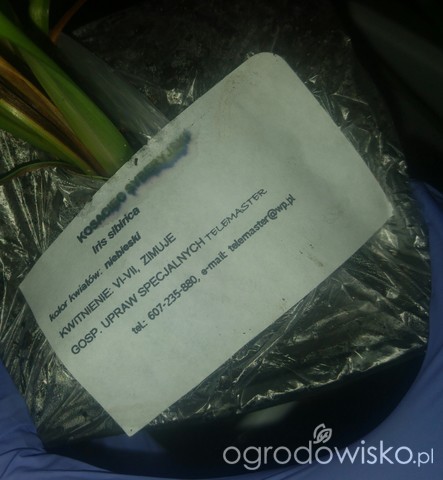 KOSACIEC
Iris sibirica
kolor kwiatów: niebieski
KWITNIENIE: VI-VII, ZIMUJE
GOSP. UPRAW SPECJALNYCH TELEMASTER
tel.: 607-235-880, e-mail: telemaster@wp.pl
ogrodowisko.pl